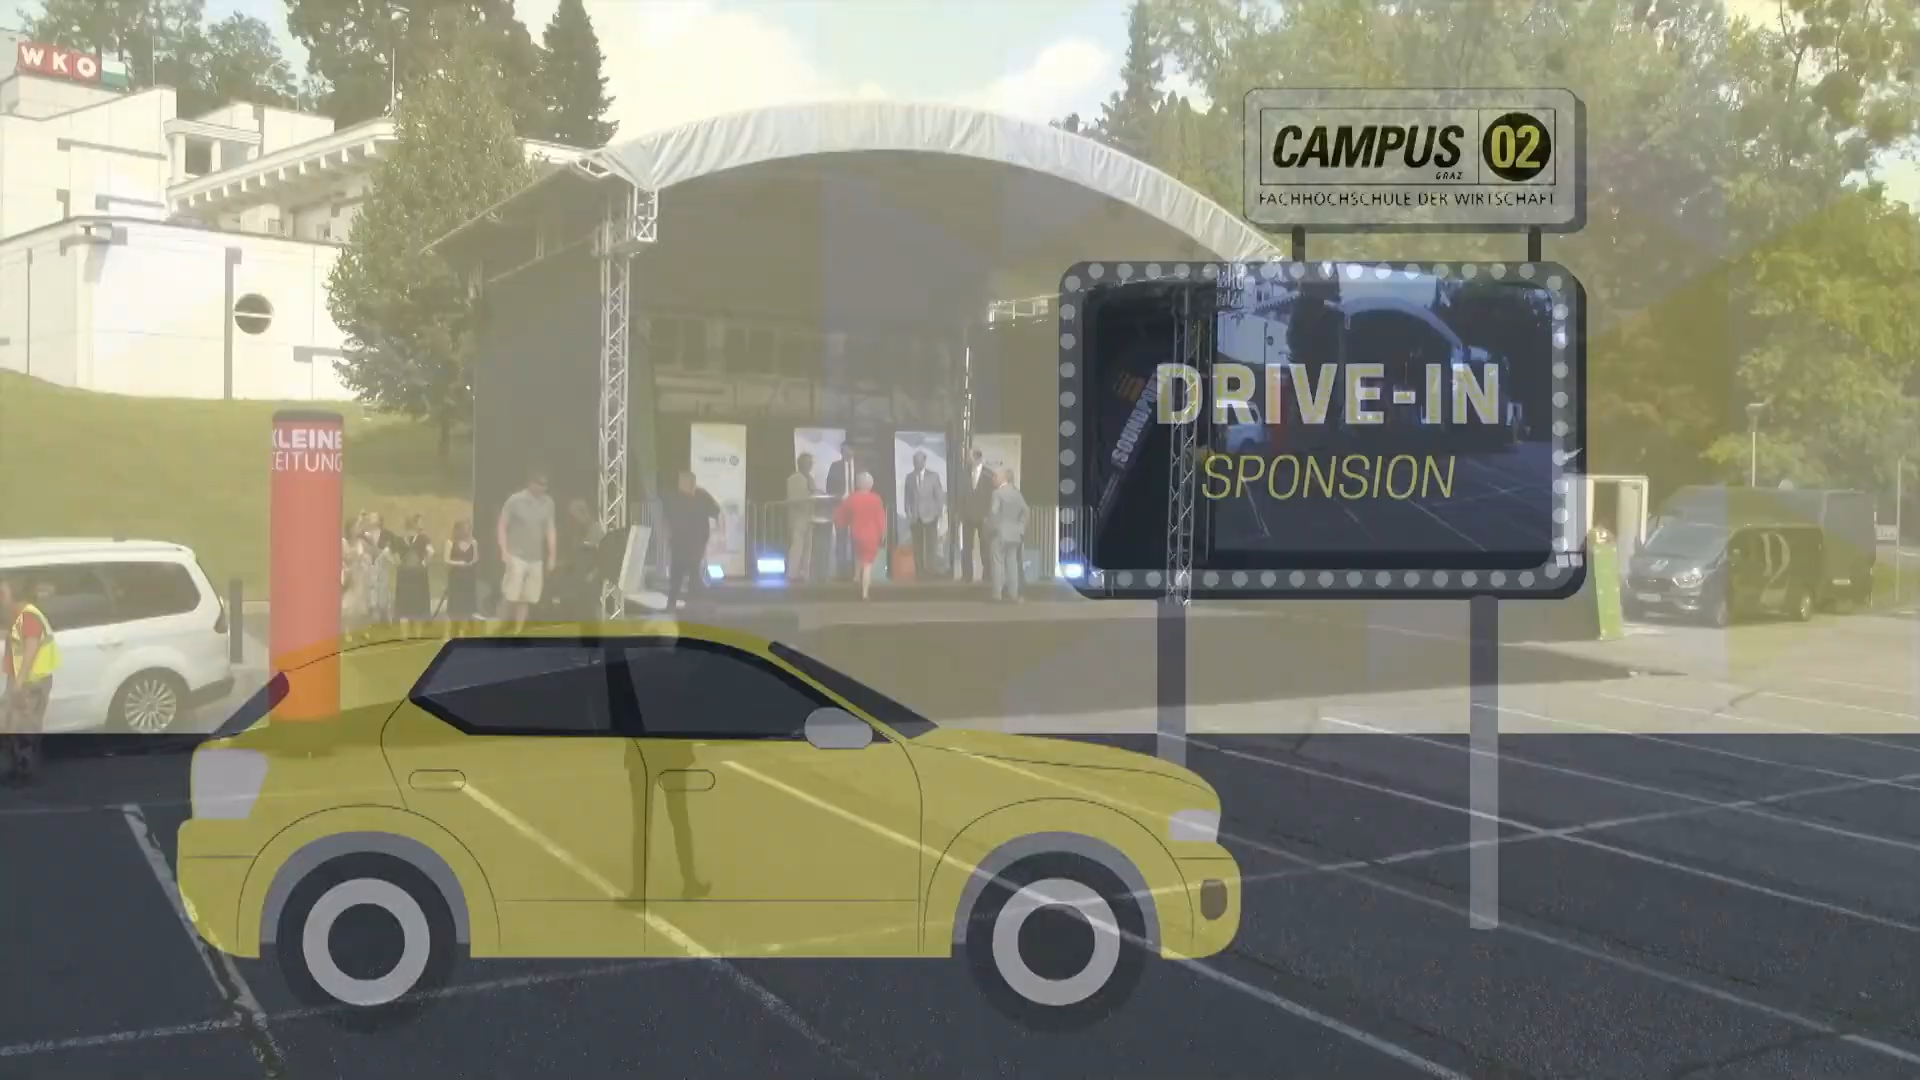 WKO
CAMPUS 02
GRAZ
FACHHOCHSCHULE DER WIRTSCHAFT
DRIVE-IN
SPONSION
KLEINE
ZEITUNG